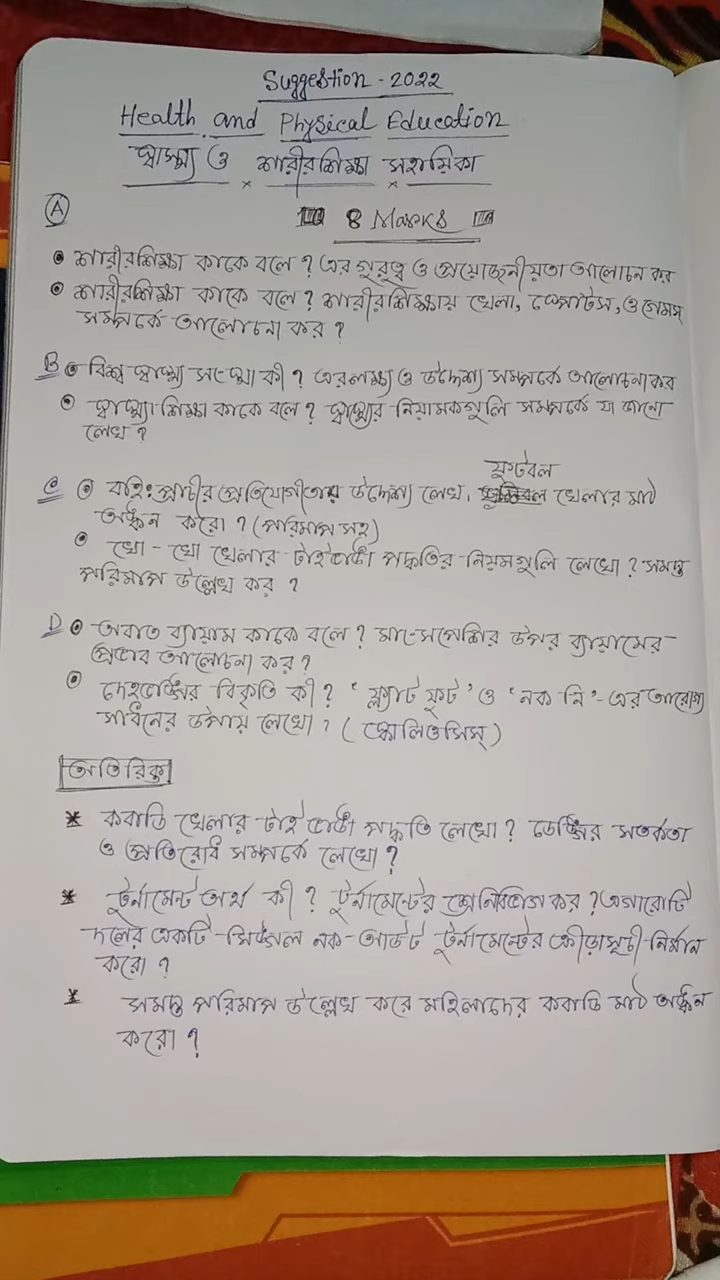 Suggestion - 2022
Health and Physical Education
স্বাস্থ্য ও শারীরশিক্ষা সহায়িকা
A
8 Marks
শারীরশিক্ষা কাকে বলে ? এর গুরুত্ব ও প্রয়োজনীয়তা আলোচন কর
শারীরশিক্ষা কাকে বলে ? শারীরশিক্ষায় খেলা, স্পোর্টস, ও গেমস্
সম্পর্কে আলোচনা কর ?
B বিশ্ব স্বাস্থ্য সংস্থা কী ? এর লক্ষ্য ও উদ্দেশ্য সম্পর্কে আলোচনা কর
স্বাস্থ্য শিক্ষা কাকে বলে ? স্বাস্থ্যের নিয়ামকগুলি সম্পর্কে যা জানো
লেখ ?
ফুটবল
C বহিঃপ্রাচীর প্রতিযোগীতার উদ্দেশ্য লেখ, খেলার মাঠ
অঙ্কন করো ? (পরিমাপ সহ)
খো - খো খেলার টাইভাঙা পদ্ধতির নিয়মগুলি লেখো ? সমস্ত
পরিমাপ উল্লেখ কর ?
D অবাত ব্যায়াম কাকে বলে ? মাংসপেশির উপর ব্যায়ামের
প্রভাব আলোচনা কর ?
দেহভঙ্গির বিকৃতি কী ? 'ফ্ল্যাট ফুট' ও 'নক নি'-এর আরোগ্য
সাধনের উপায় লেখো ? (স্কোলিওসিস্)
অতিরিক্ত
* কবাডি খেলার টাইভাঙা পদ্ধতি লেখো ? ডেঙ্গির সতর্কতা
ও প্রতিরোধ সম্পর্কে লেখো ?
* টুর্নামেন্ট অর্থ কী ? টুর্নামেন্টের শ্রেনিবিভাগ কর ? এগারোটি
দলের একটি সিঙ্গল নক-আউট টুর্নামেন্টের ক্রীড়াসূচী নির্মান
করো ?
* সমস্ত পরিমাপ উল্লেখ করে মহিলাদের কবাডি মাঠ অঙ্কন
করো ?